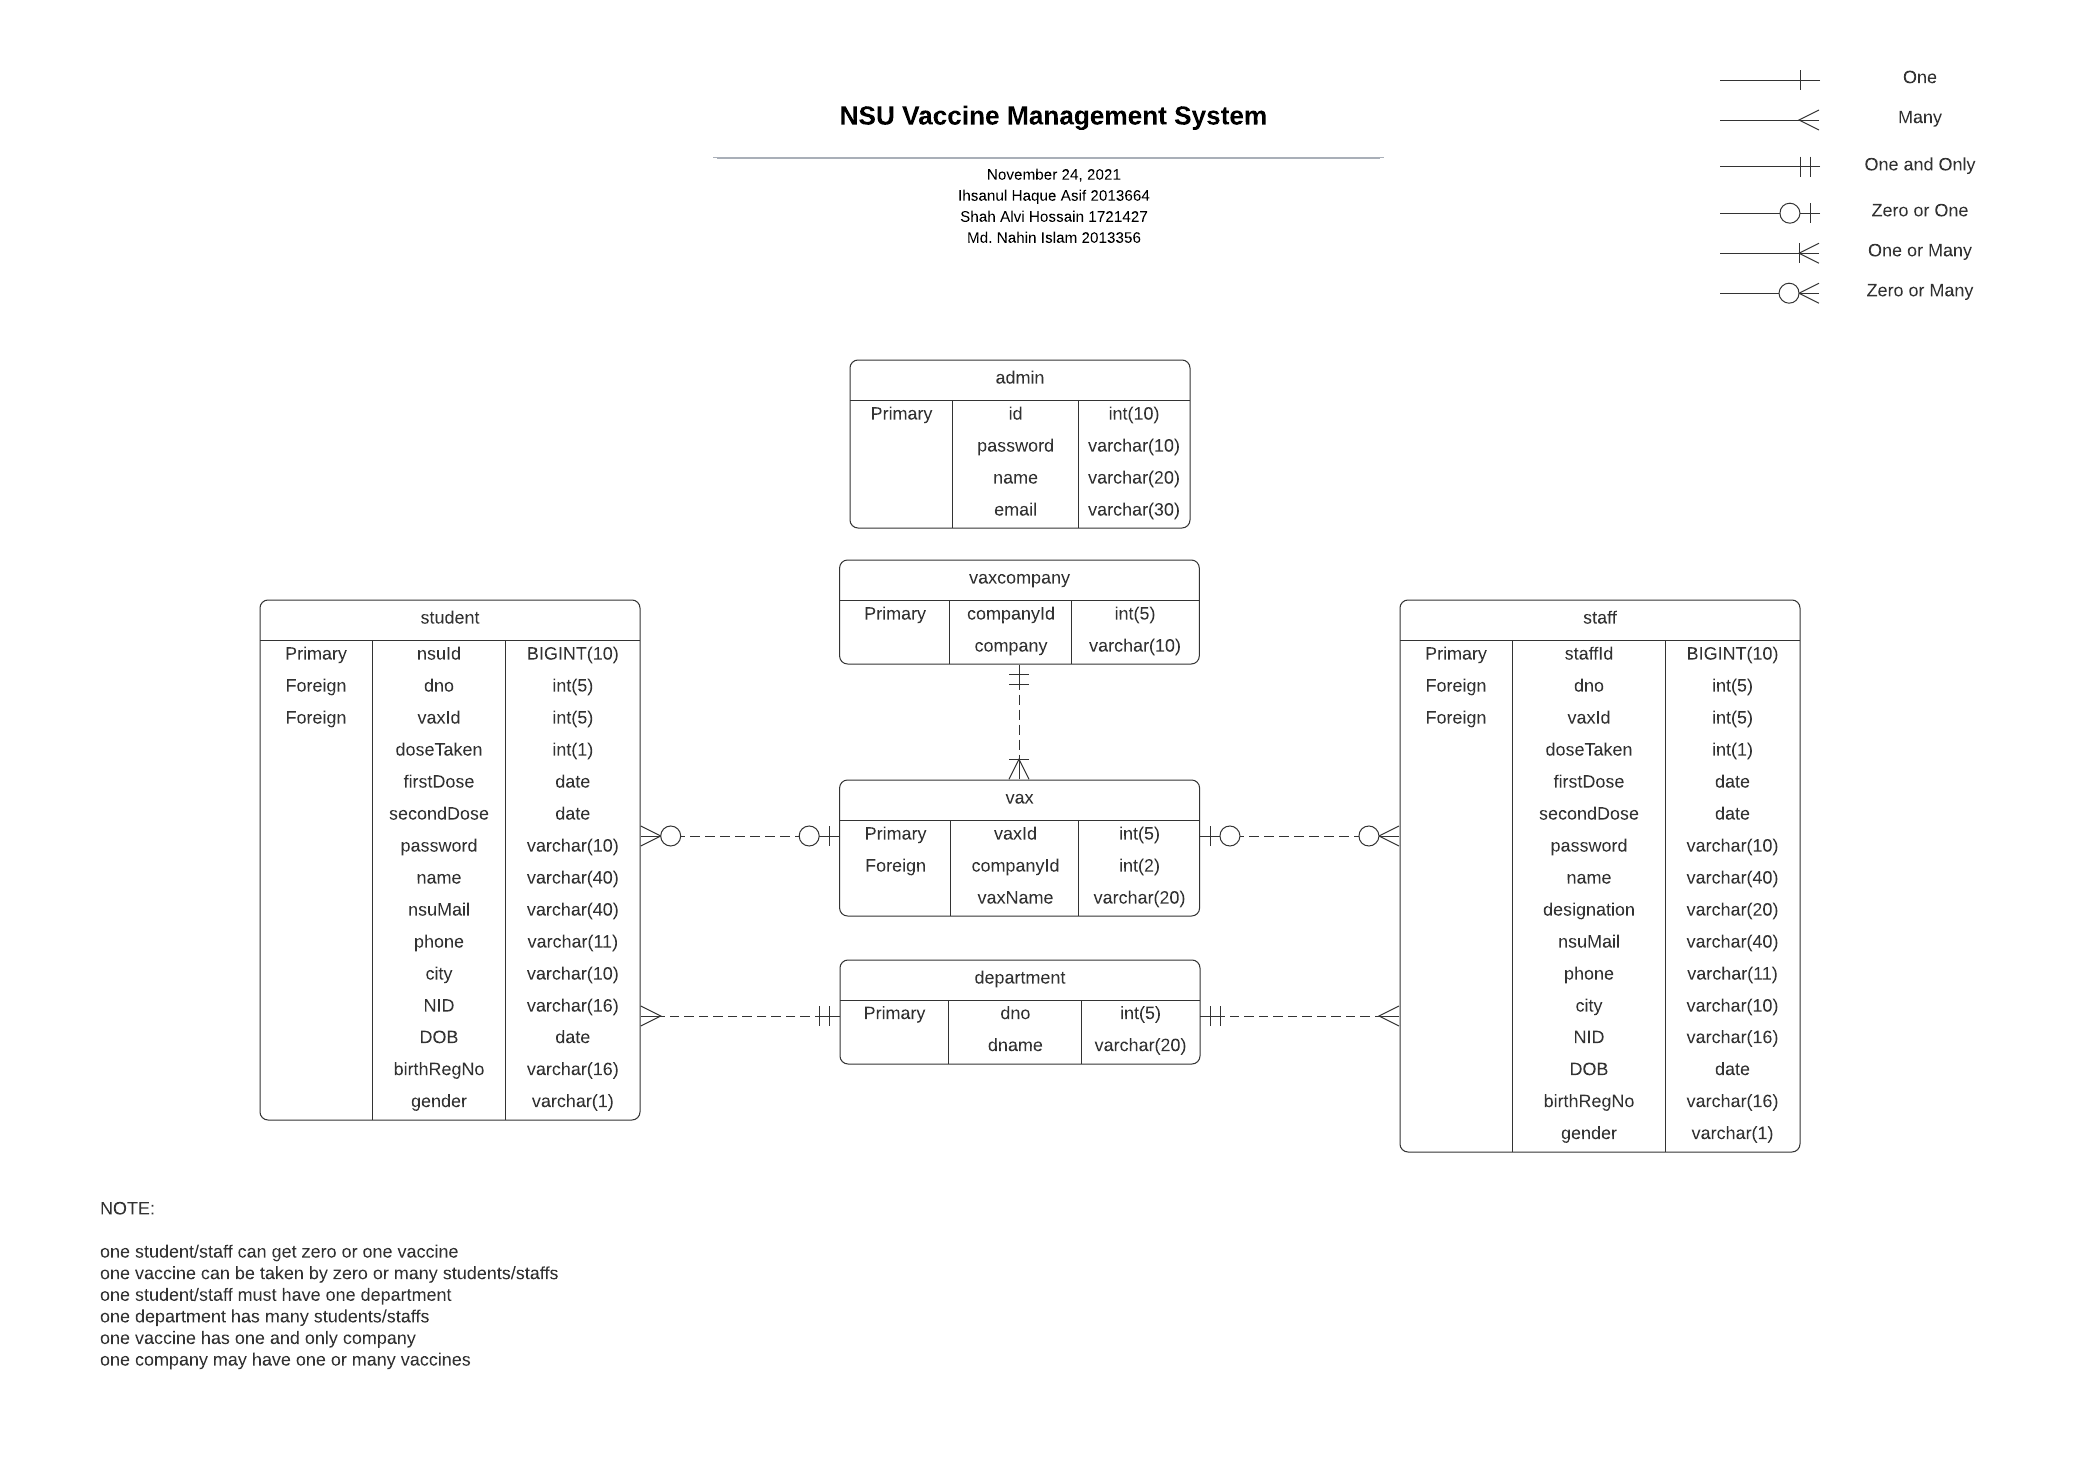 NSU Vaccine Management System
November 24, 2021
Ihsanul Haque Asif 2013664
Shah Alvi Hossain 1721427
Md. Nahin Islam 2013356
One
Many
One and Only
Zero or One
One or Many
Zero or Many
admin
Primary id int(10)
password varchar(10)
name varchar(20)
email varchar(30)
vaxcompany
Primary companyId int(5)
company varchar(10)
student
Primary nsuId BIGINT(10)
Foreign dno int(5)
Foreign vaxId int(5)
doseTaken int(1)
firstDose date
secondDose date
password varchar(10)
name varchar(40)
nsuMail varchar(40)
phone varchar(11)
city varchar(10)
NID varchar(16)
DOB date
birthRegNo varchar(16)
gender varchar(1)
vax
Primary vaxId int(5)
Foreign companyId int(2)
vaxName varchar(20)
department
Primary dno int(5)
dname varchar(20)
staff
Primary staffId BIGINT(10)
Foreign dno int(5)
Foreign vaxId int(5)
doseTaken int(1)
firstDose date
secondDose date
password varchar(10)
name varchar(40)
designation varchar(20)
nsuMail varchar(40)
phone varchar(11)
city varchar(10)
NID varchar(16)
DOB date
birthRegNo varchar(16)
gender varchar(1)
NOTE:
one student/staff can get zero or one vaccine
one vaccine can be taken by zero or many students/staffs
one student/staff must have one department
one department has many students/staffs
one vaccine has one and only company
one company may have one or many vaccines